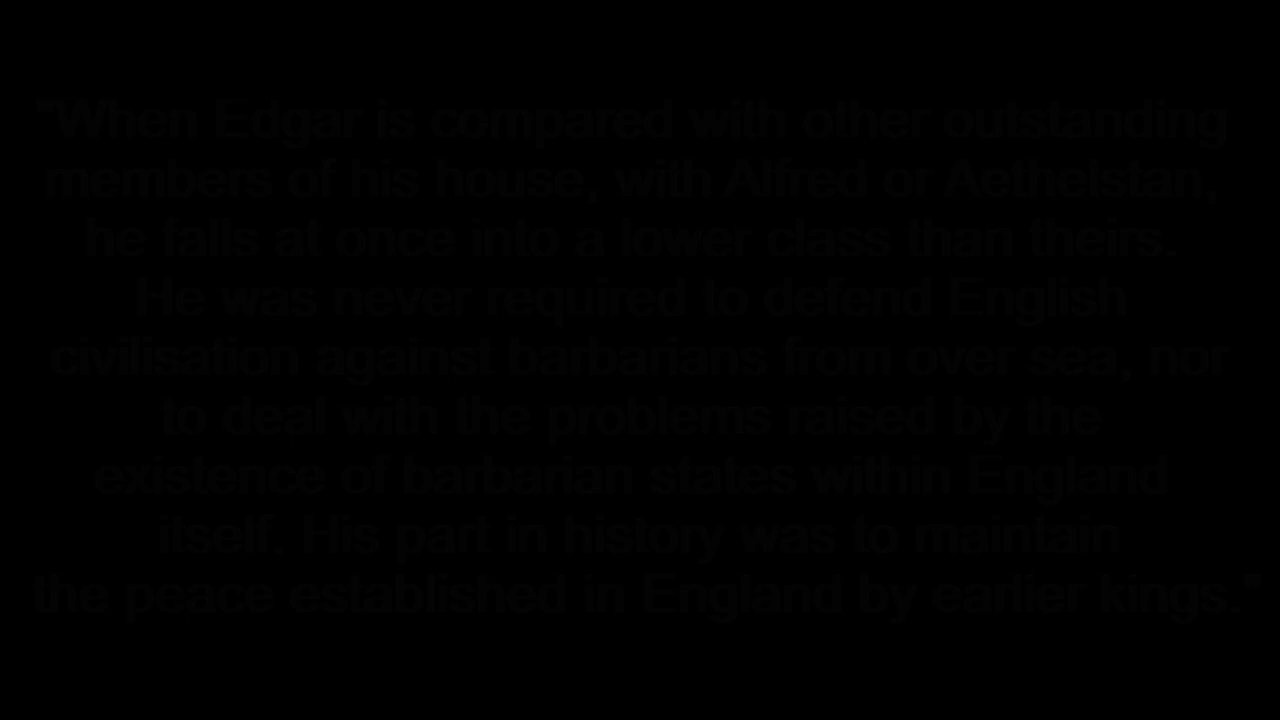 "When Edgar is compared with other outstanding
members of his house, with Alfred or Aethelstan,
he falls at once into a lower class than theirs.
He was never required to defend English
civilisation against barbarians from over sea, nor
to deal with the problems raised by the
existence of barbarian states within England
itself. His part in history was to maintain
the peace established in England by earlier kings."